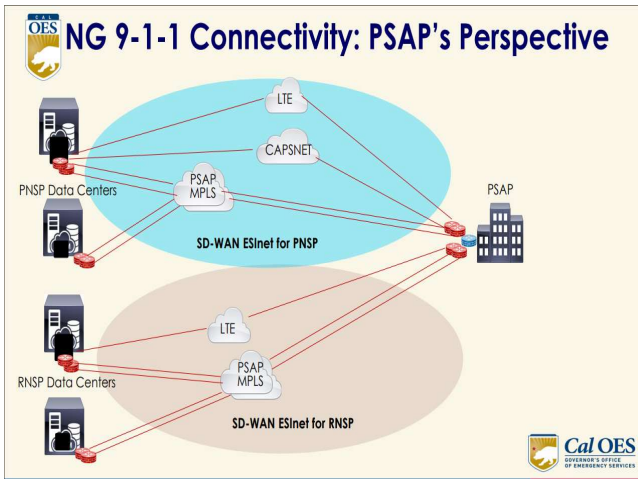 CAL
OES
NG 9-1-1 Connectivity: PSAP's Perspective
LTE
CAPSNET
PSAP
MPLS
PNSP Data Centers
PSAP
SD-WAN ESInet for PNSP
LTE
PSAP
MPLS
RNSP Data Centers
SD-WAN ESInet for RNSP
Cal OES
GOVERNOR'S OFFICE
OF EMERGENCY SERVICES